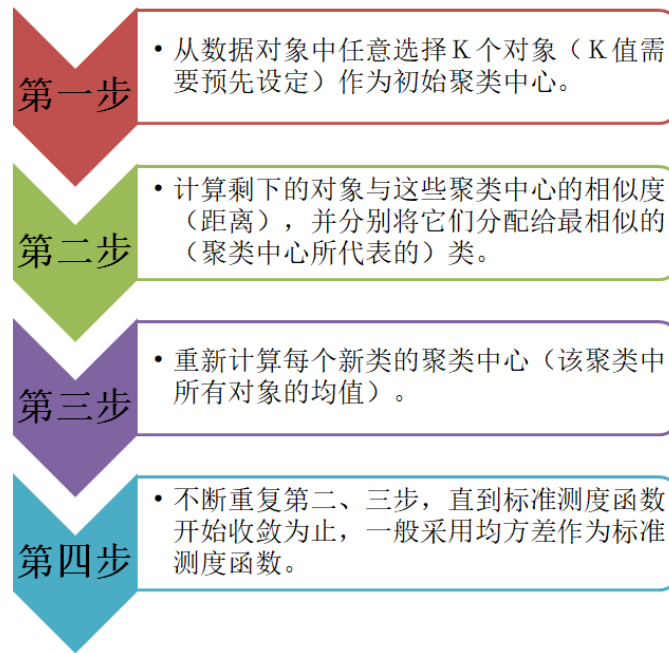 第一步
• 从数据对象中任意选择K个对象（K值需
要预先设定）作为初始聚类中心。
第二步
• 计算剩下的对象与这些聚类中心的相似度
（距离），并分别将它们分配给最相似的
（聚类中心所代表的）类。
第三步
• 重新计算每个新类的聚类中心（该聚类中
所有对象的均值）。
第四步
• 不断重复第二、三步，直到标准测度函数
开始收敛为止，一般采用均方差作为标准
测度函数。